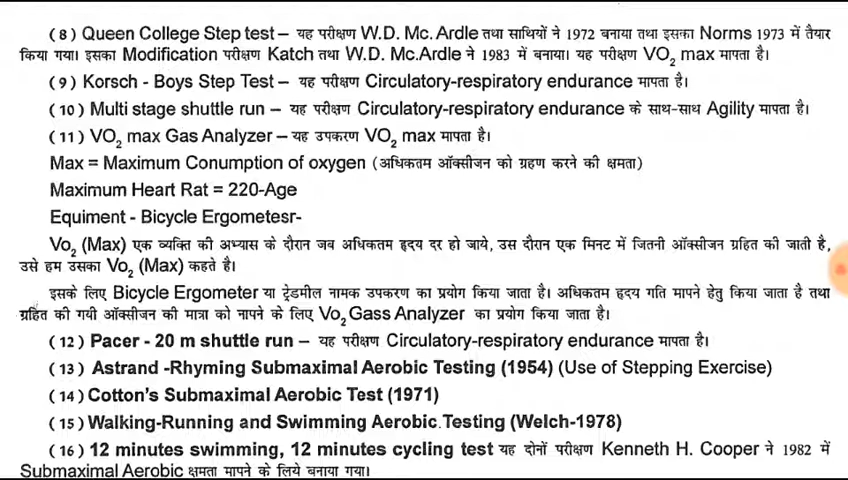 (8) Queen College Step test – यह परीक्षण W.D. Mc. Ardle तथा साथियों ने 1972 बनाया तथा इसका Norms 1973 में तैयार
किया गया। इसका Modification परीक्षण Katch तथा W.D. Mc.Ardle ने 1983 में बनाया। यह परीक्षण VO₂ max मापता है।
(9) Korsch - Boys Step Test – यह परीक्षण Circulatory-respiratory endurance मापता है।
(10) Multi stage shuttle run – यह परीक्षण Circulatory-respiratory endurance के साथ-साथ Agility मापता है।
(11) VO₂ max Gas Analyzer – यह उपकरण VO₂ max मापता है।
Max = Maximum Conumption of oxygen (अधिकतम ऑक्सीजन को ग्रहण करने की क्षमता)
Maximum Heart Rat = 220-Age
Equiment - Bicycle Ergometesr-
Vo₂ (Max) एक व्यक्ति की अभ्यास के दौरान जब अधिकतम हृदय दर हो जाये, उस दौरान एक मिनट में जितनी ऑक्सीजन ग्रहित की जाती है,
उसे हम उसका Vo₂ (Max) कहते है।
इसके लिए Bicycle Ergometer या ट्रेडमील नामक उपकरण का प्रयोग किया जाता है। अधिकतम हृदय गति मापने हेतु किया जाता है तथा
ग्रहित की गयी ऑक्सीजन की मात्रा को नापने के लिए Vo₂ Gass Analyzer का प्रयोग किया जाता है।
(12) Pacer - 20 m shuttle run – यह परीक्षण Circulatory-respiratory endurance मापता है।
(13) Astrand -Rhyming Submaximal Aerobic Testing (1954) (Use of Stepping Exercise)
(14) Cotton's Submaximal Aerobic Test (1971)
(15) Walking-Running and Swimming Aerobic Testing (Welch-1978)
(16) 12 minutes swimming, 12 minutes cycling test यह दोनों परीक्षण Kenneth H. Cooper ने 1982 में
Submaximal Aerobic क्षमता मापने के लिये बनाया गया।